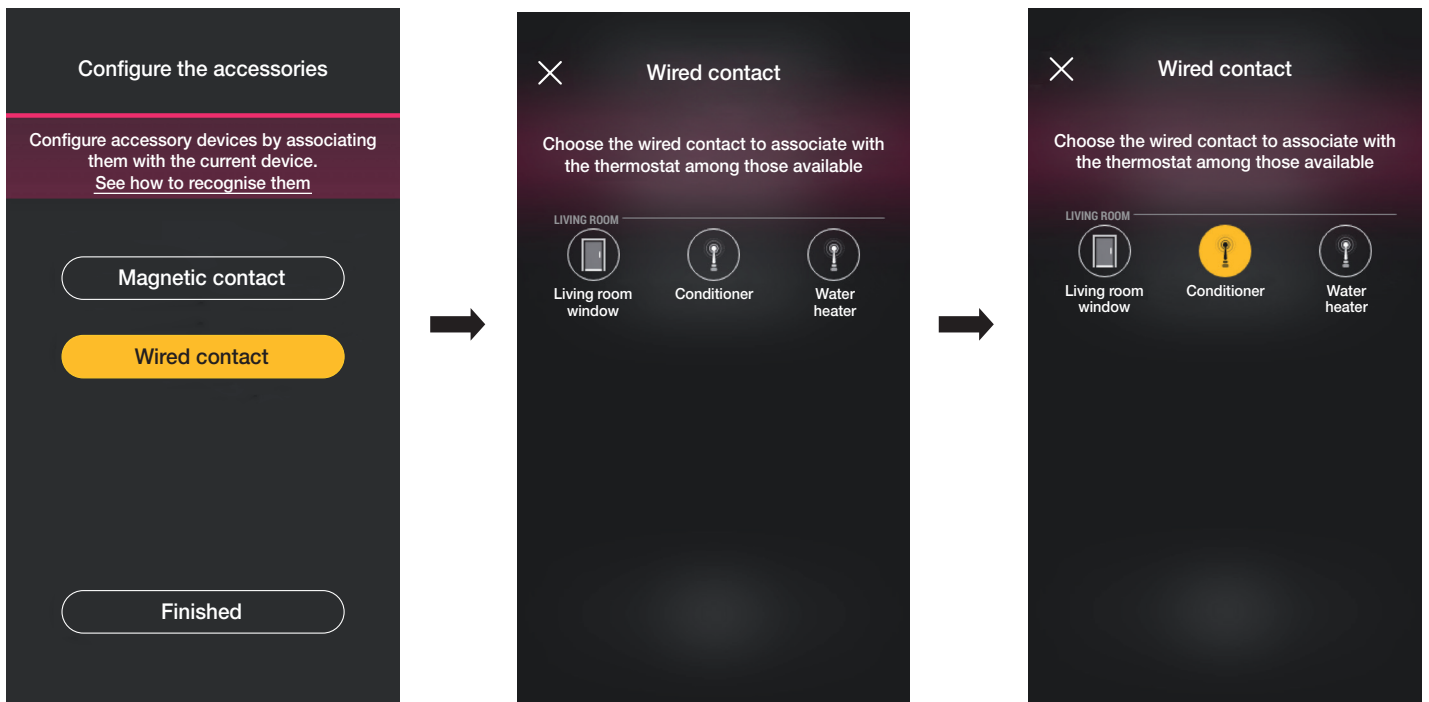 Configure the accessories
Configure accessory devices by associating
them with the current device.
See how to recognise them
Magnetic contact
Wired contact
Finished
Wired contact
Choose the wired contact to associate with
the thermostat among those available
LIVING ROOM
Living room
window
Conditioner
Water
heater
Wired contact
Choose the wired contact to associate with
the thermostat among those available
LIVING ROOM
Living room
window
Conditioner
Water
heater